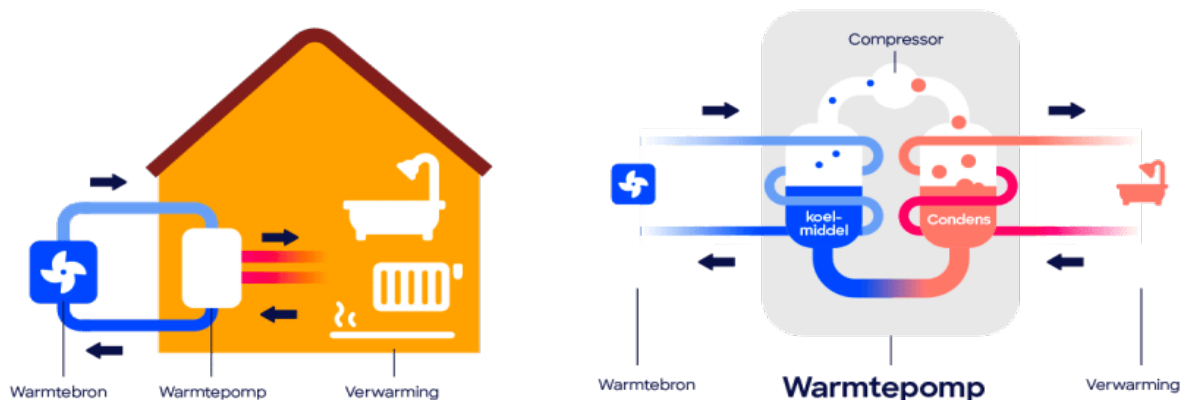 Warmtebron
Warmtepomp
Verwarming
Compressor
koel-
middel
Condens
Warmtebron
Warmtepomp
Verwarming